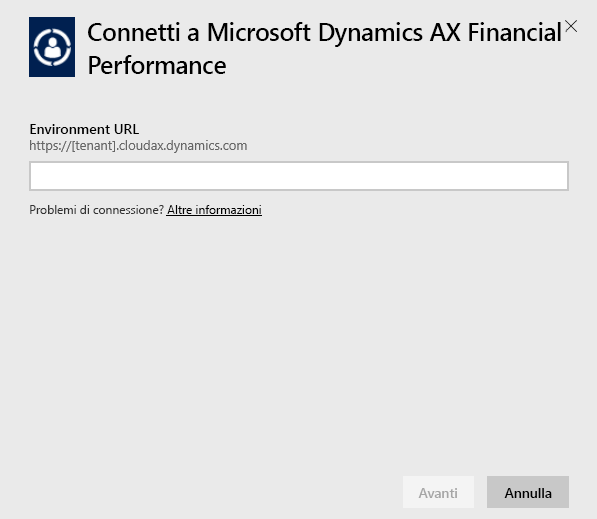 Connetti a Microsoft Dynamics AX Financial
Performance
Environment URL
https://[tenant].cloudax.dynamics.com
Problemi di connessione? Altre informazioni
Avanti
Annulla